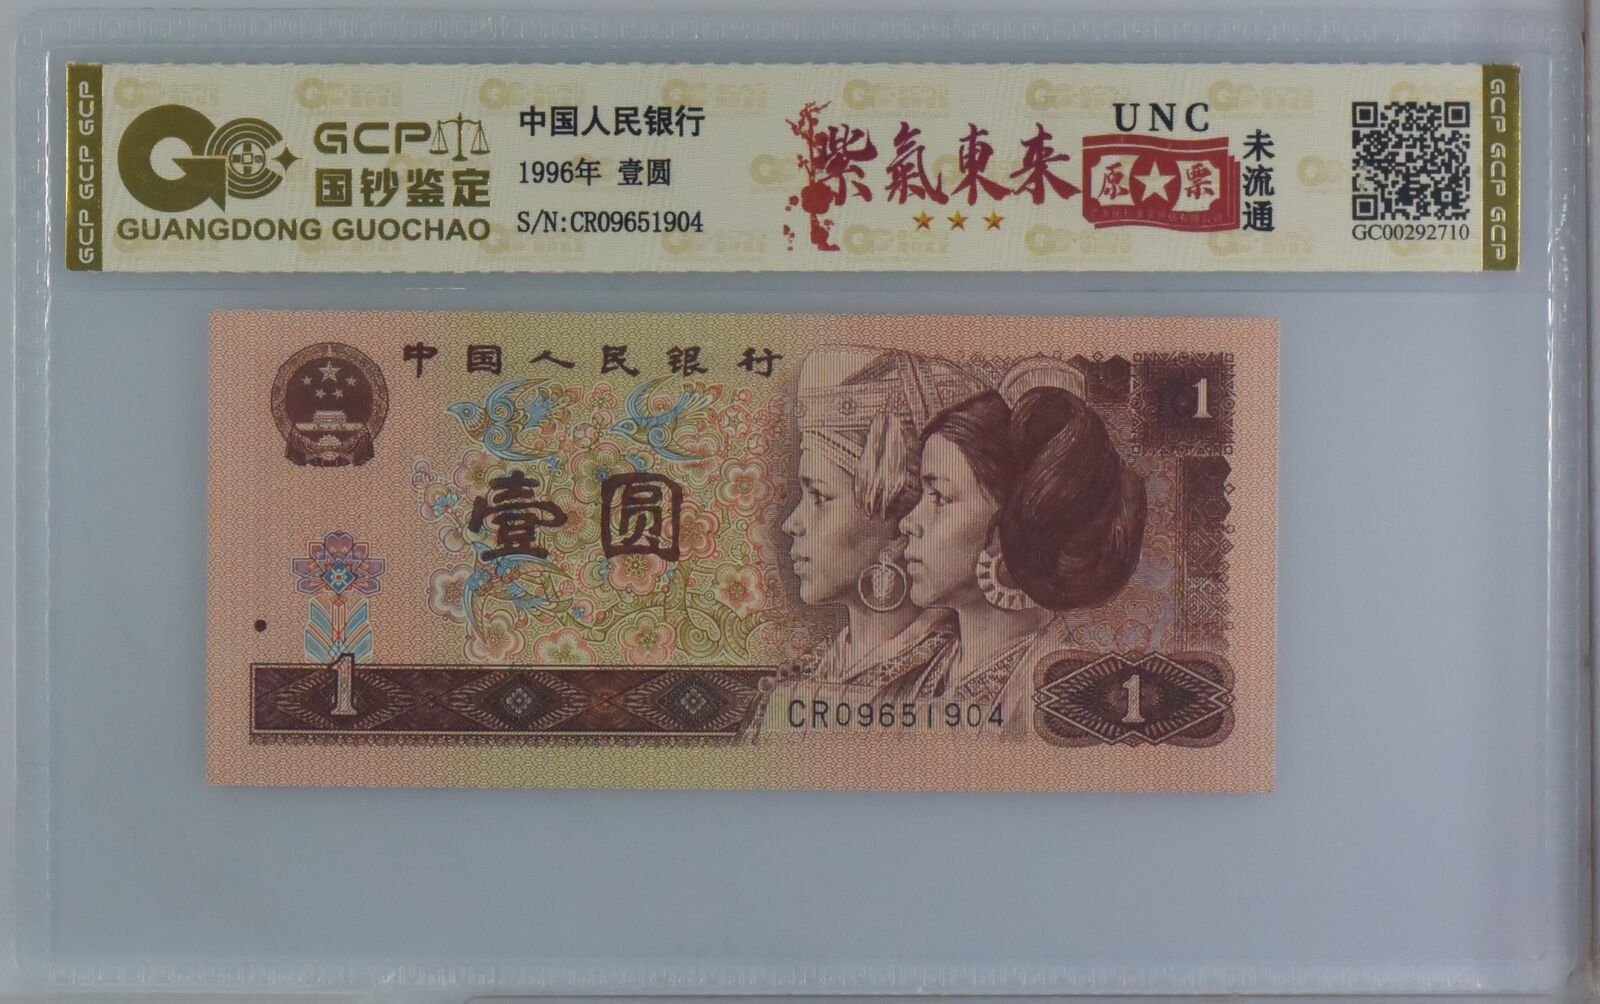 GCP GCP GCP
GCP
国钞鉴定
GUANGDONG GUOCHAO
中国人民银行
1996年 壹圆
S/N:CR09651904
紫氣東来
UNC
原票
未流通
GC00292710
GCP GCP GCP
中国人民银行
1
壹圆
1
CR09651904
1